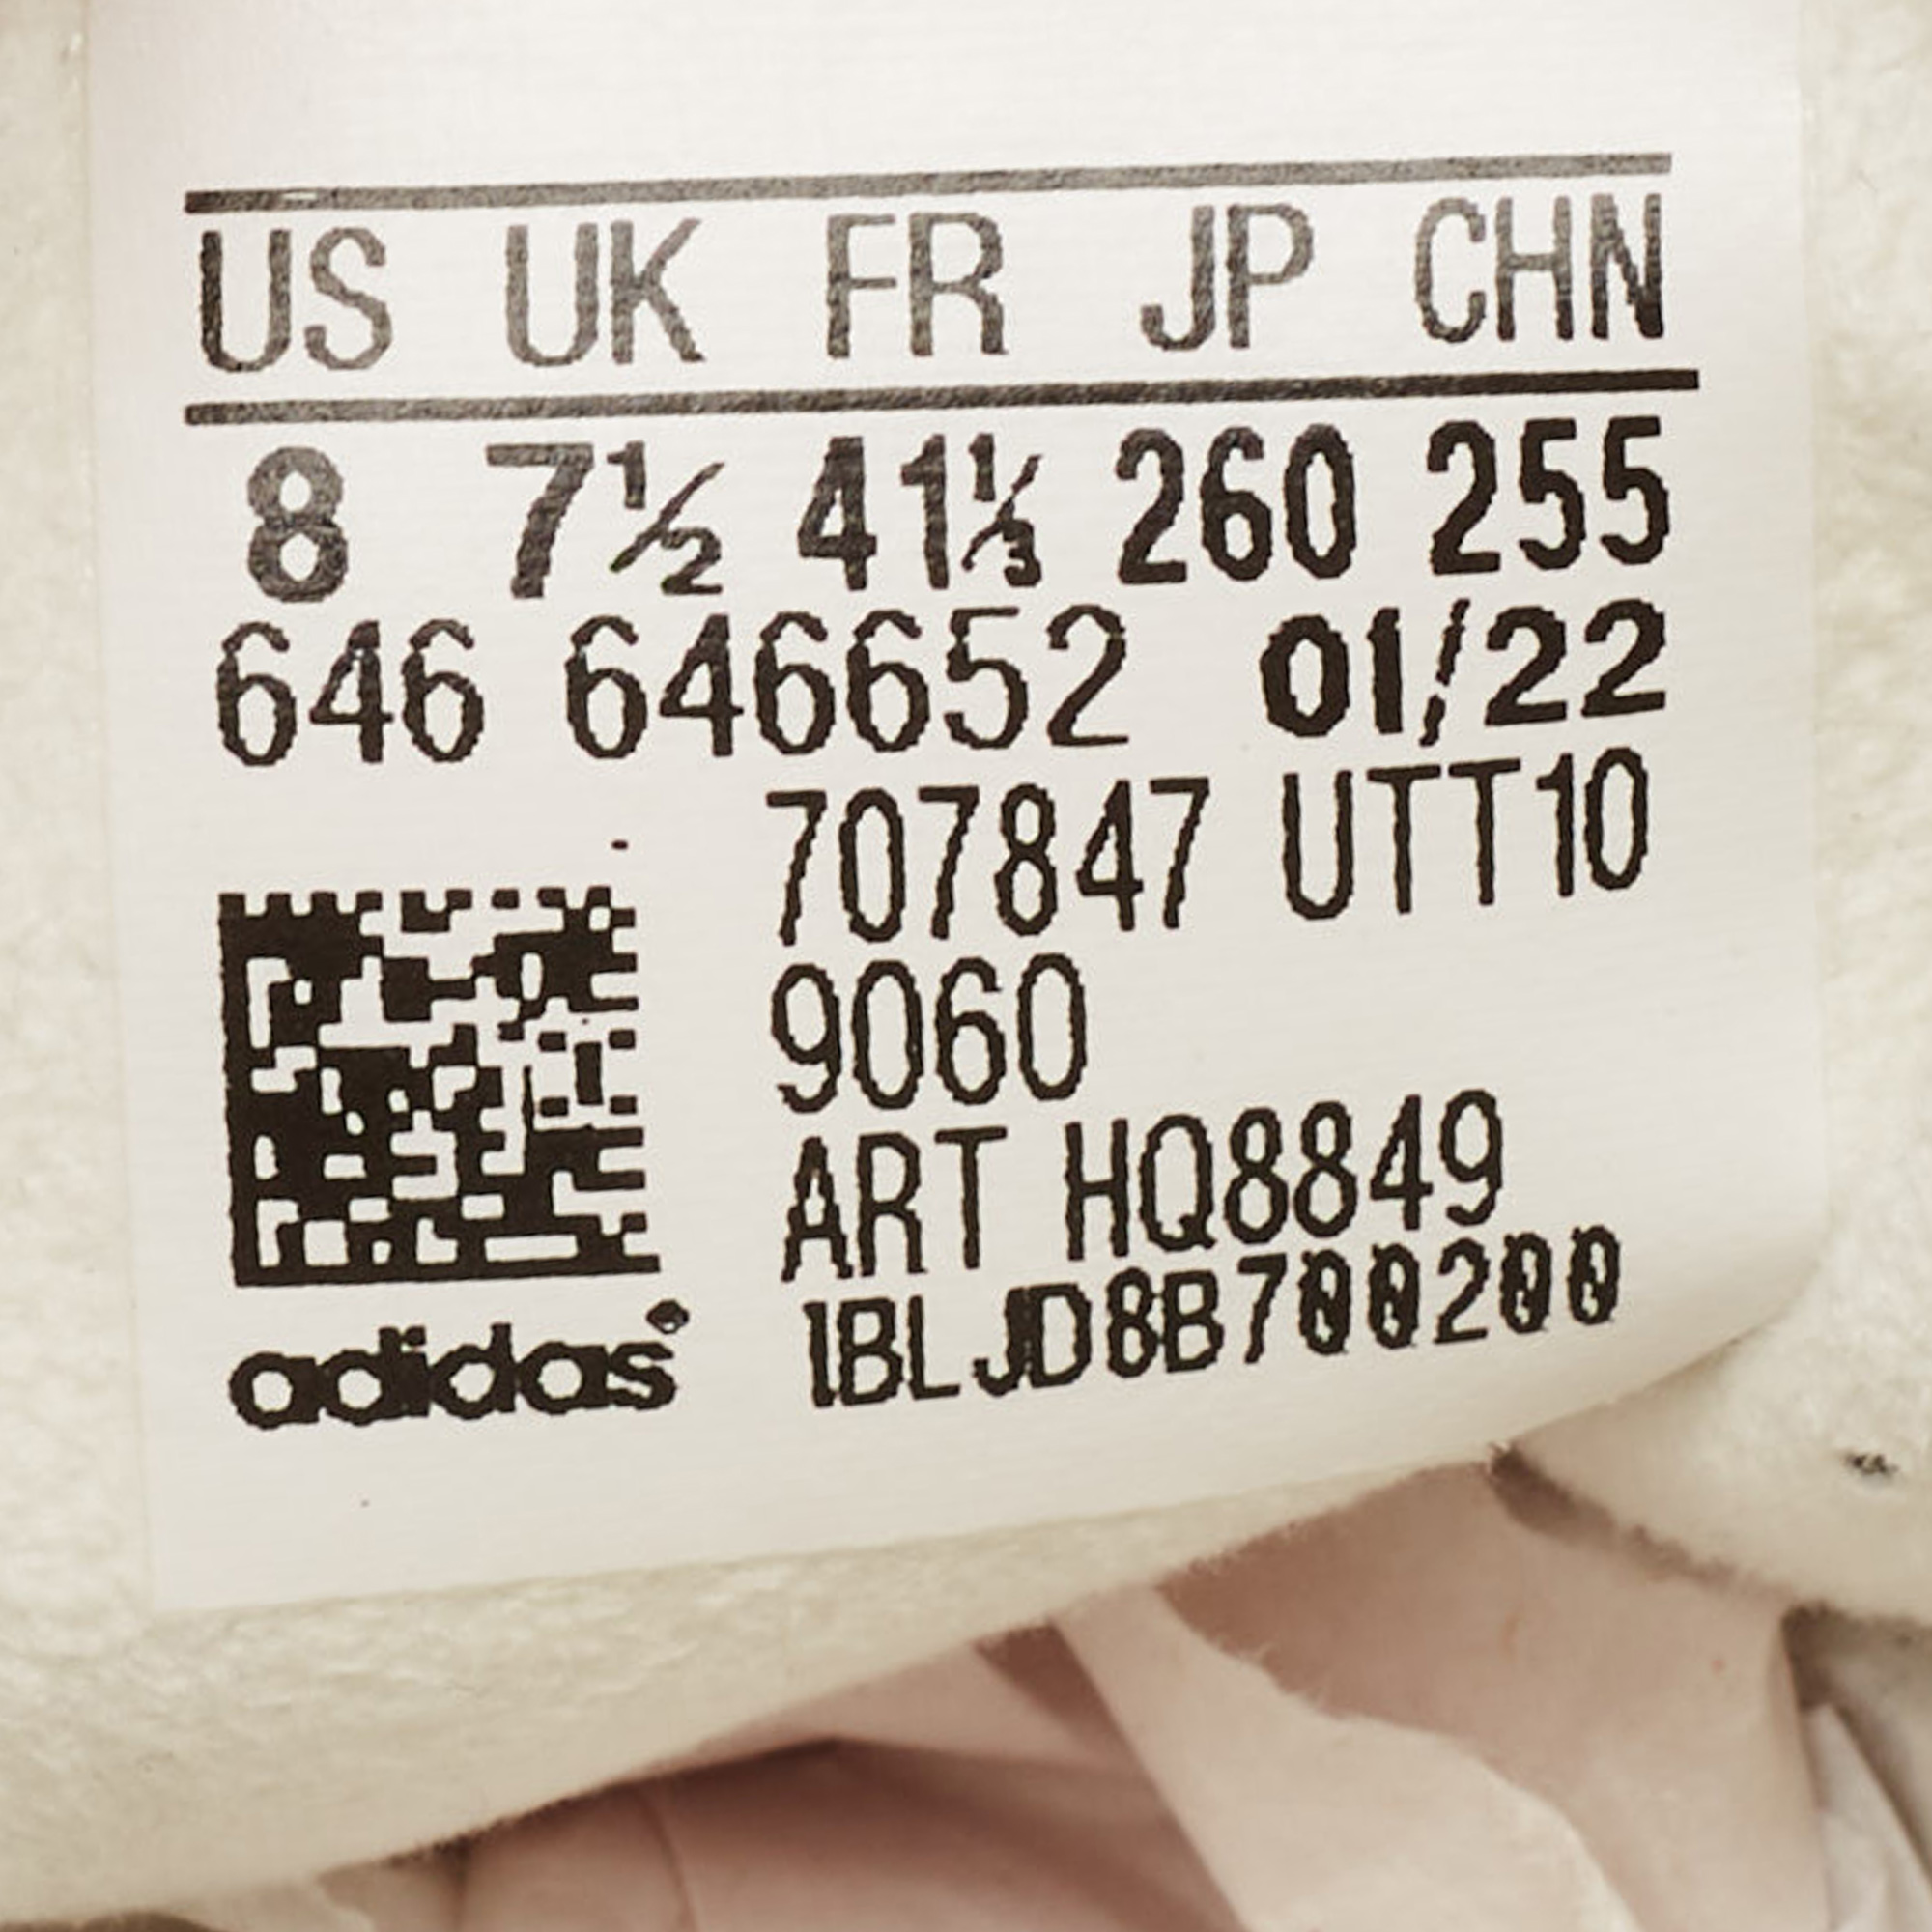 US UK FR JP CHN
8 7½ 41⅓ 260 255
646 646652 01/22
707847 UTT10
9060
ART HQ8849
adidas® 1BLJD8B700200